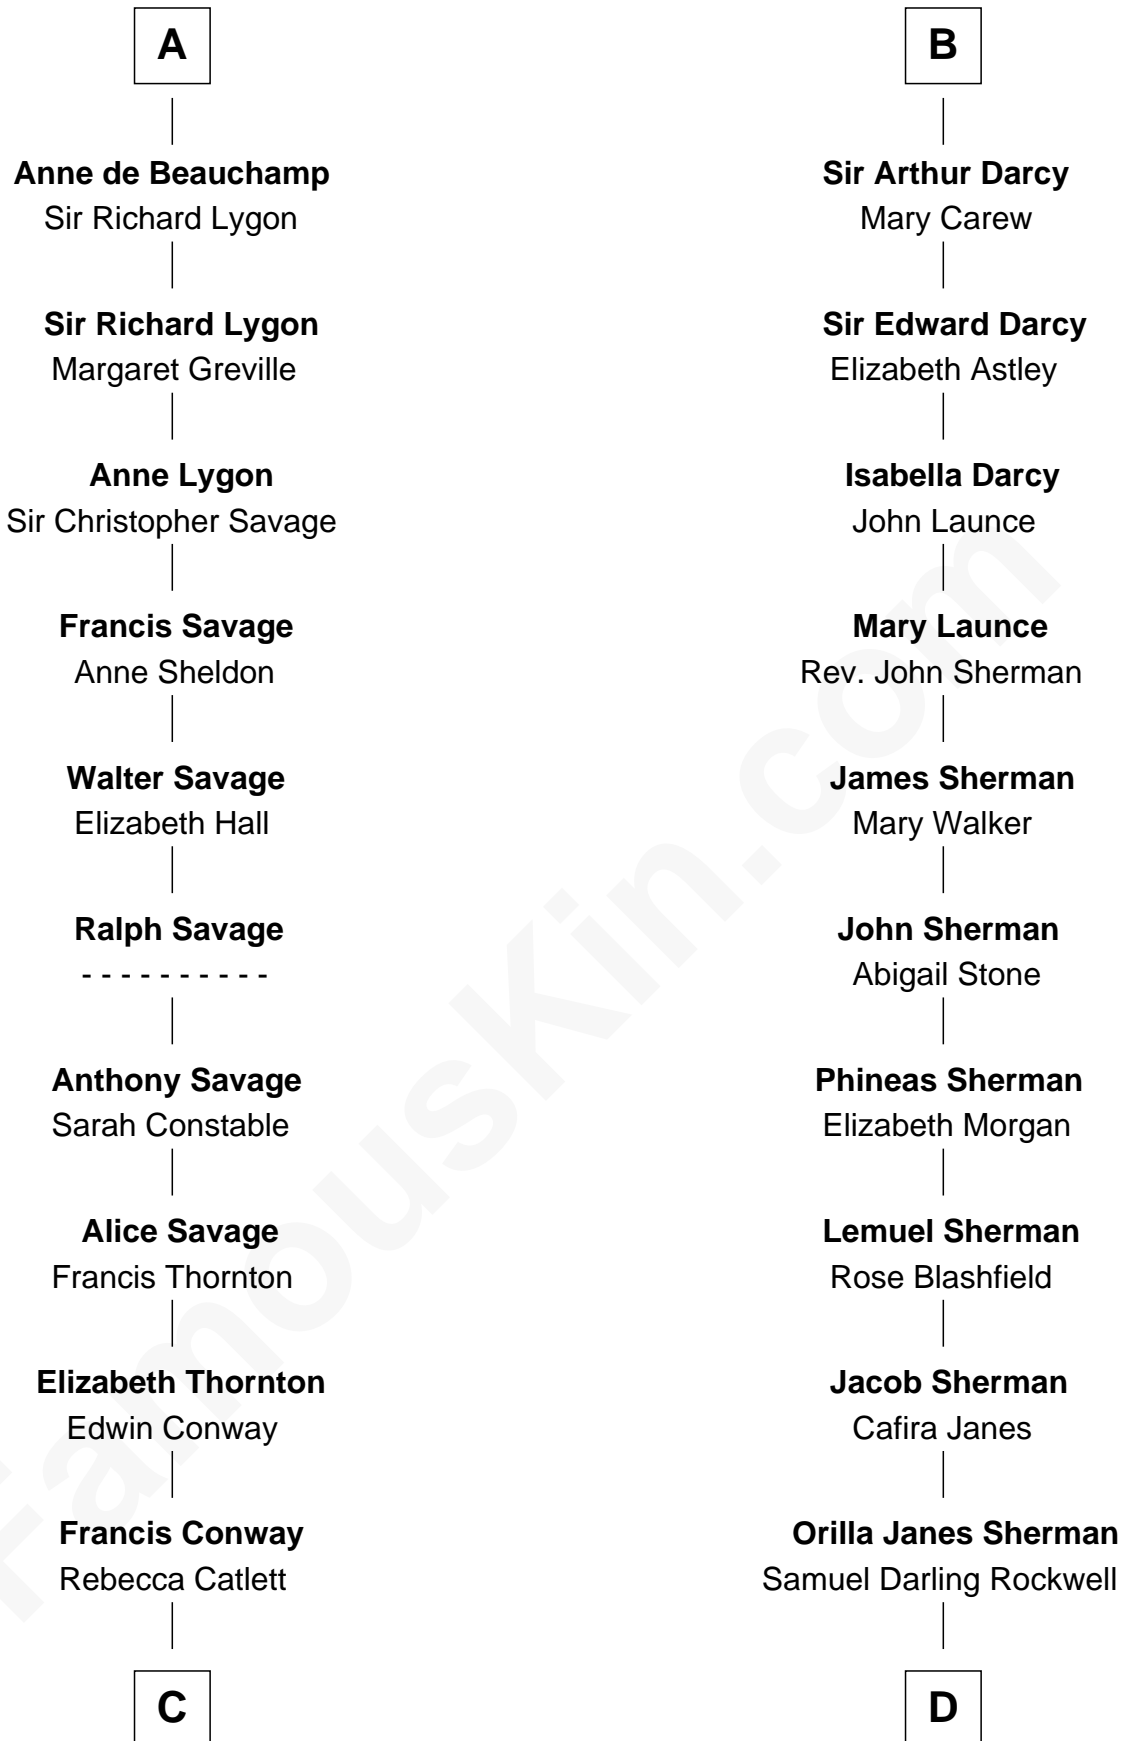 A
Anne de Beauchamp
Sir Richard Lygon
Sir Richard Lygon
Margaret Greville
Anne Lygon
Sir Christopher Savage
Francis Savage
Anne Sheldon
Walter Savage
Elizabeth Hall
Ralph Savage
- - - - - - - - - -
Anthony Savage
Sarah Constable
Alice Savage
Francis Thornton
Elizabeth Thornton
Edwin Conway
Francis Conway
Rebecca Catlett
C
B
Sir Arthur Darcy
Mary Carew
Sir Edward Darcy
Elizabeth Astley
Isabella Darcy
John Launce
Mary Launce
Rev. John Sherman
James Sherman
Mary Walker
John Sherman
Abigail Stone
Phineas Sherman
Elizabeth Morgan
Lemuel Sherman
Rose Blashfield
Jacob Sherman
Cafira Janes
Orilla Janes Sherman
Samuel Darling Rockwell
D
FamousKin.com